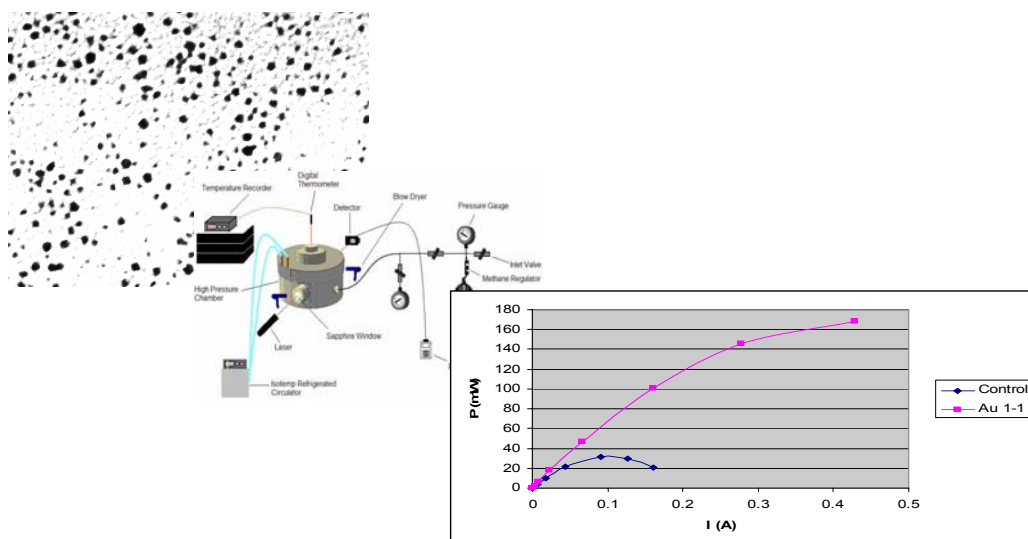 Digital
Thermometer
Temperature Recorder
Blow Dryer
Detector
Pressure Gauge
Inlet Valve
Methane Regulator
High Pressure
Chamber
Sapphire Window
Laser
Isotemp Refrigerated
Circulator
180
160
140
120
100
80
60
40
20
0
P (mW)
0
0.1
0.2
0.3
0.4
0.5
I (A)
Control
Au 1-1